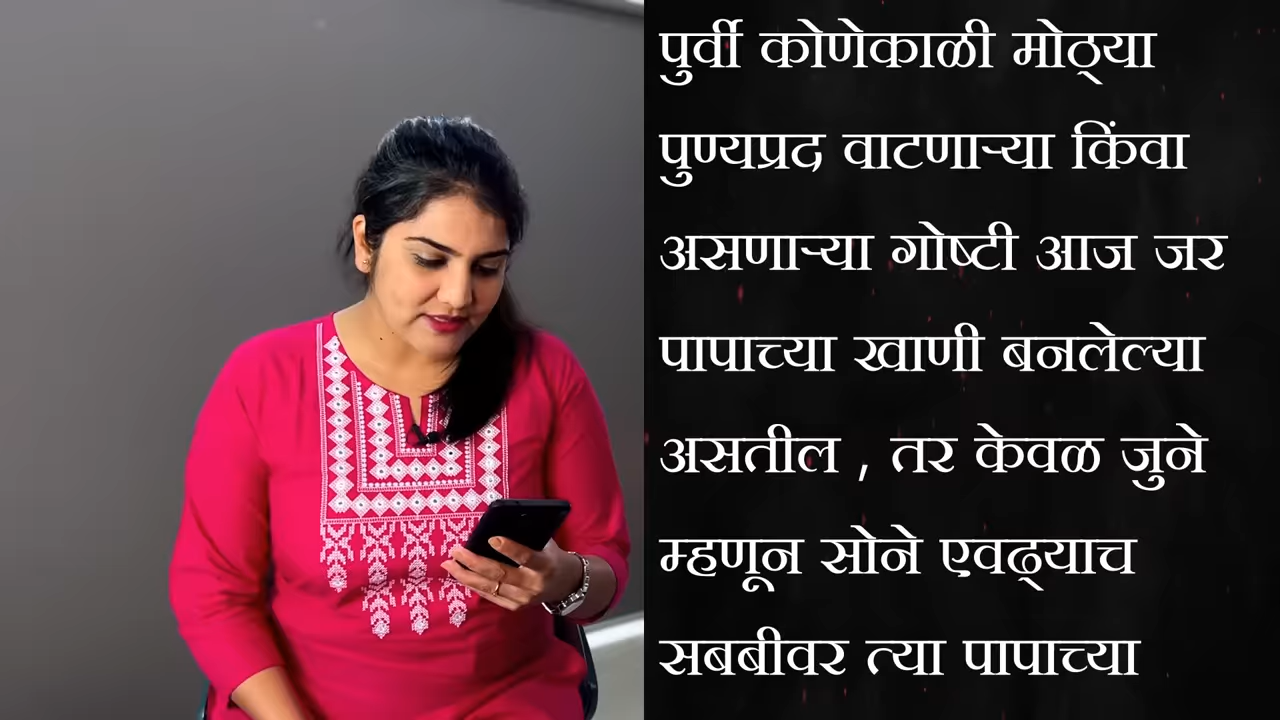 पुर्वी कोणेकाळी मोठ्या
पुण्यप्रद वाटणाऱ्या किंवा
असणाऱ्या गोष्टी आज जर
पापाच्या खाणी बनलेल्या
असतील , तर केवळ जुने
म्हणून सोने एवढ्याच
सबबीवर त्या पापाच्या